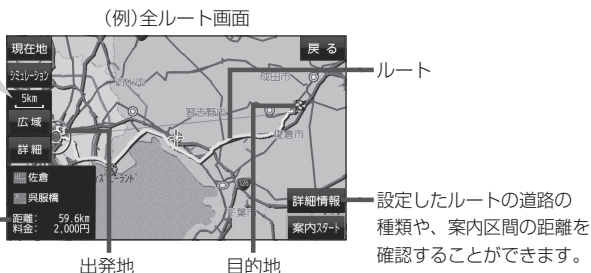 (例)全ルート画面
現在地
戻 る
シミュレーション
5km
広 域
詳 細
成田市
習志野市
佐倉市
ルート
佐倉
呉服橋
距離: 59.6km
料金: 2,000円
詳細情報
案内スタート
設定したルートの道路の
種類や、案内区間の距離を
確認することができます。
出発地
目的地